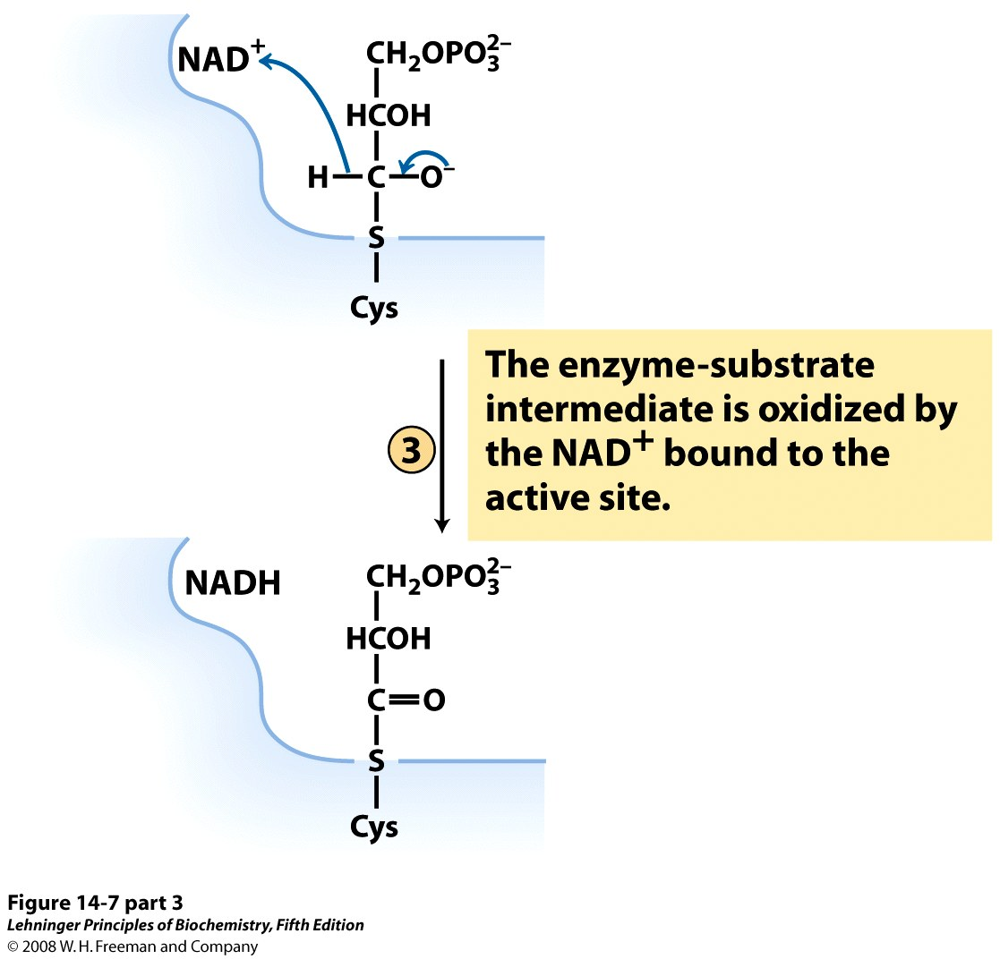 NAD⁺
CH₂OPO₃²⁻
HCOH
H—C—O⁻
S
Cys
3
The enzyme-substrate
intermediate is oxidized by
the NAD⁺ bound to the
active site.
NADH
CH₂OPO₃²⁻
HCOH
C=O
S
Cys
Figure 14-7 part 3
Lehninger Principles of Biochemistry, Fifth Edition
© 2008 W. H. Freeman and Company